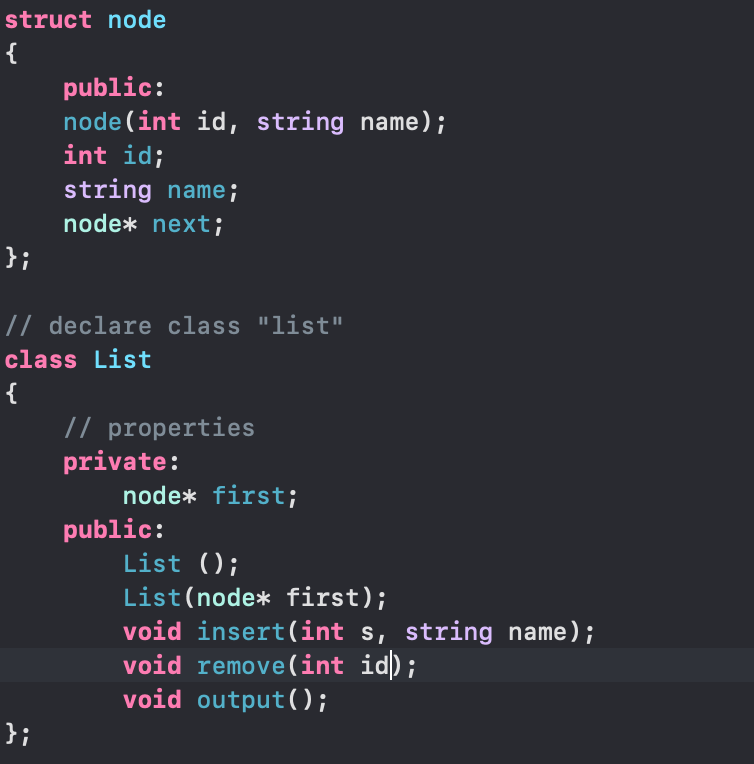 struct node
{
    public:
    node(int id, string name);
    int id;
    string name;
    node* next;
};

// declare class "list"
class List
{
    // properties
    private:
        node* first;
    public:
        List ();
        List(node* first);
        void insert(int s, string name);
        void remove(int id);
        void output();
};